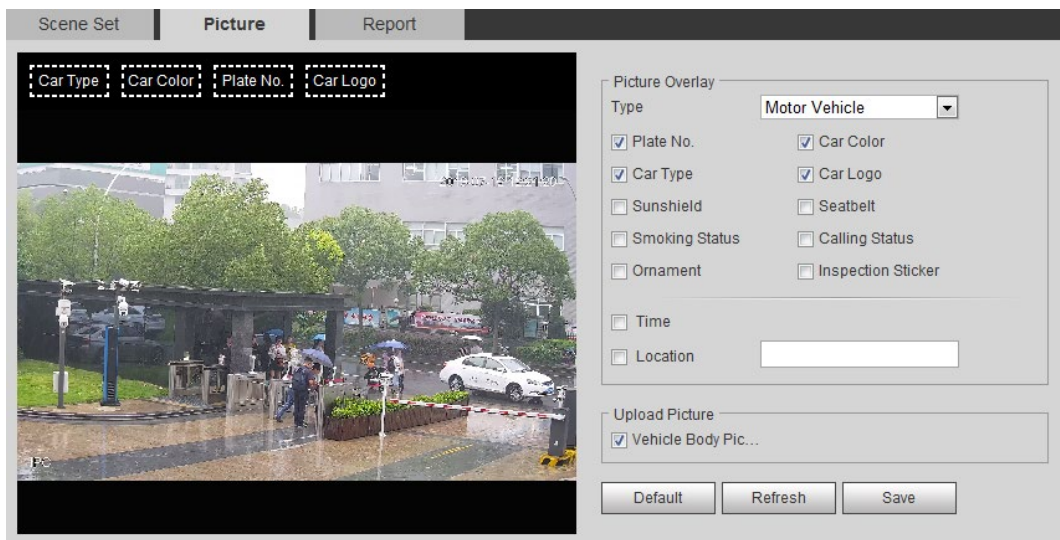 Scene Set Picture Report
Car Type Car Color Plate No. Car Logo
IPC
Picture Overlay
Type Motor Vehicle
Plate No. Car Color
Car Type Car Logo
Sunshield Seatbelt
Smoking Status Calling Status
Ornament Inspection Sticker
Time
Location
Upload Picture
Vehicle Body Pic...
Default Refresh Save